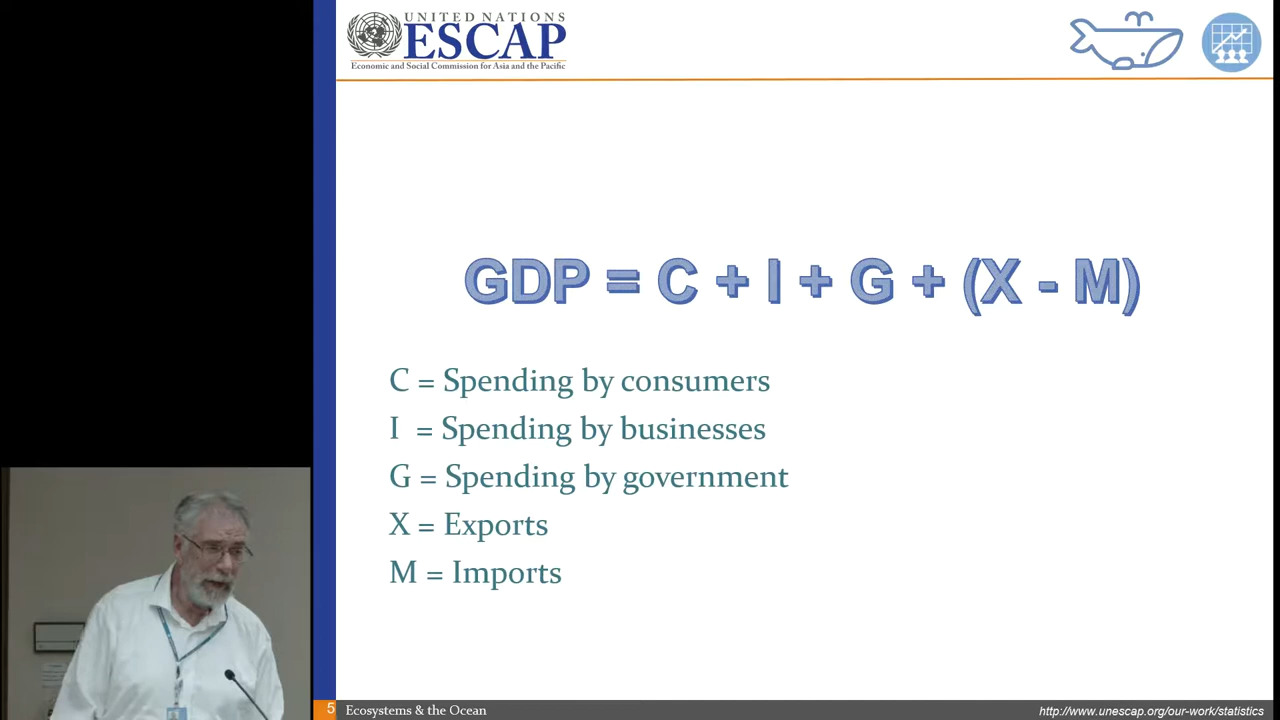 UNITED NATIONS
ESCAP
Economic and Social Commission for Asia and the Pacific
GDP = C + I + G + (X - M)
C = Spending by consumers
I = Spending by businesses
G = Spending by government
X = Exports
M = Imports
5 Ecosystems & the Ocean
http://www.unescap.org/our-work/statistics